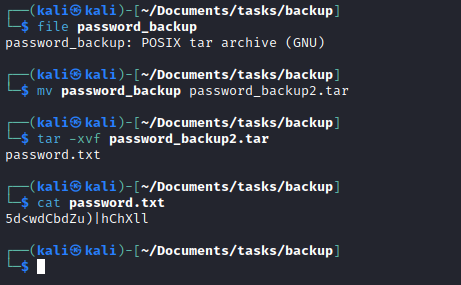 ┌──(kali㉿kali)-[~/Documents/tasks/backup]
└─$ file password_backup
password_backup: POSIX tar archive (GNU)
┌──(kali㉿kali)-[~/Documents/tasks/backup]
└─$ mv password_backup password_backup2.tar
┌──(kali㉿kali)-[~/Documents/tasks/backup]
└─$ tar -xvf password_backup2.tar
password.txt
┌──(kali㉿kali)-[~/Documents/tasks/backup]
└─$ cat password.txt
5d<wdCbdZu)|hChXll
┌──(kali㉿kali)-[~/Documents/tasks/backup]
└─$